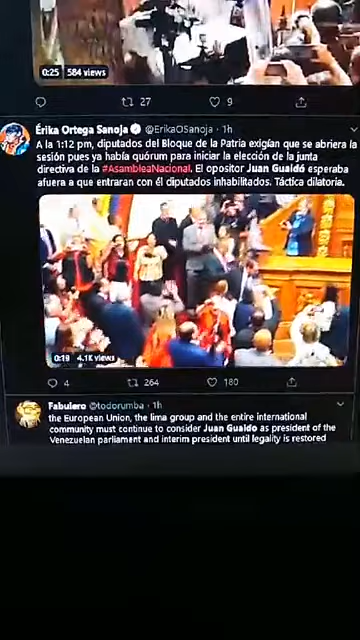 0:25 584 views
27 9
Érika Ortega Sanoja @ErikaOSanoja · 1h
A la 1:12 pm, diputados del Bloque de la Patria exigían que se abriera la
sesión pues ya había quórum para iniciar la elección de la junta
directiva de la #AsambleaNacional. El opositor Juan Guaidó esperaba
afuera a que entraran con él diputados inhabilitados. Táctica dilatoria.
0:19 4.1K views
4 264 180
Fabulero @todorumba · 1h
the European Union, the lima group and the entire international
community must continue to consider Juan Guaido as president of the
Venezuelan parliament and interim president until legality is restored